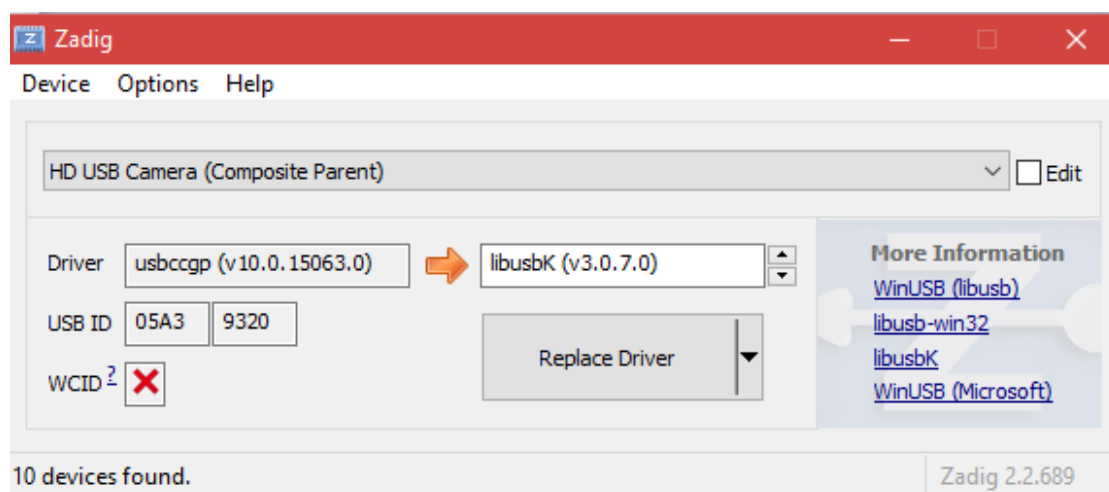 Zadig
Device Options Help
HD USB Camera (Composite Parent)
Edit
Driver usbccgp (v10.0.15063.0) libusbK (v3.0.7.0)
USB ID 05A3 9320
WCID ?
Replace Driver
More Information
WinUSB (libusb)
libusb-win32
libusbK
WinUSB (Microsoft)
10 devices found.
Zadig 2.2.689